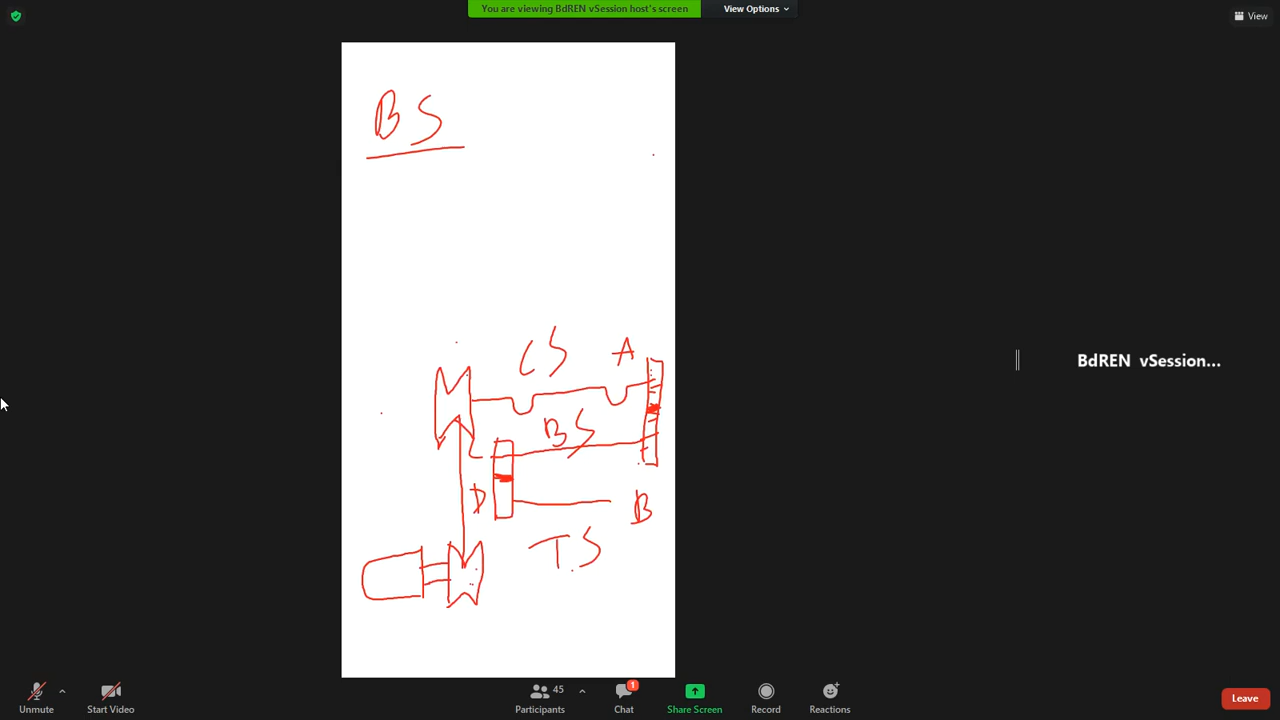 You are viewing BdREN vSession host's screen
View Options
View
BS
CS
A
BS
C
D
B
TS
BdREN vSession...
Unmute
Start Video
45
Participants
1
Chat
Share Screen
Record
Reactions
Leave